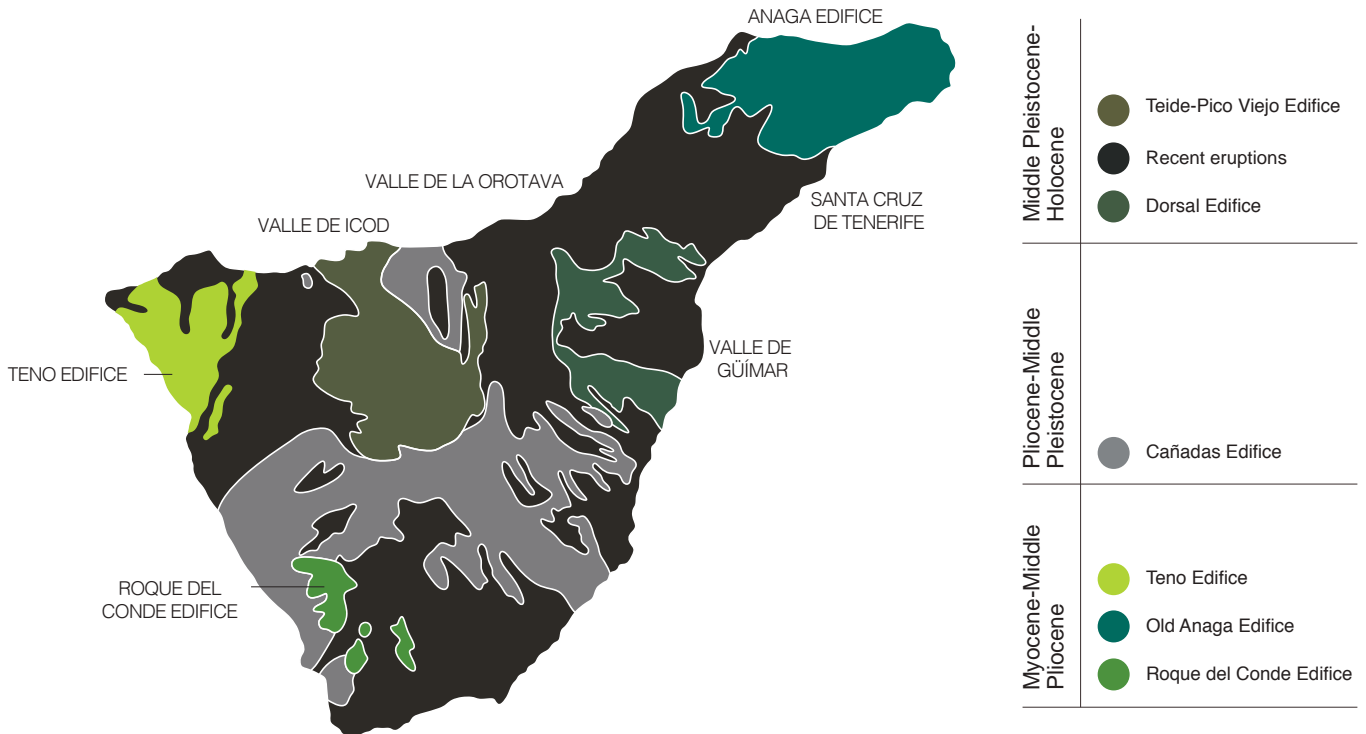 ANAGA EDIFICE
VALLE DE LA OROTAVA
SANTA CRUZ
DE TENERIFE
VALLE DE ICOD
VALLE DE
GÜÍMAR
TENO EDIFICE
ROQUE DEL
CONDE EDIFICE
Middle Pleistocene-
Holocene
Teide-Pico Viejo Edifice
Recent eruptions
Dorsal Edifice
Pliocene-Middle
Pleistocene
Cañadas Edifice
Myocene-Middle
Pliocene
Teno Edifice
Old Anaga Edifice
Roque del Conde Edifice